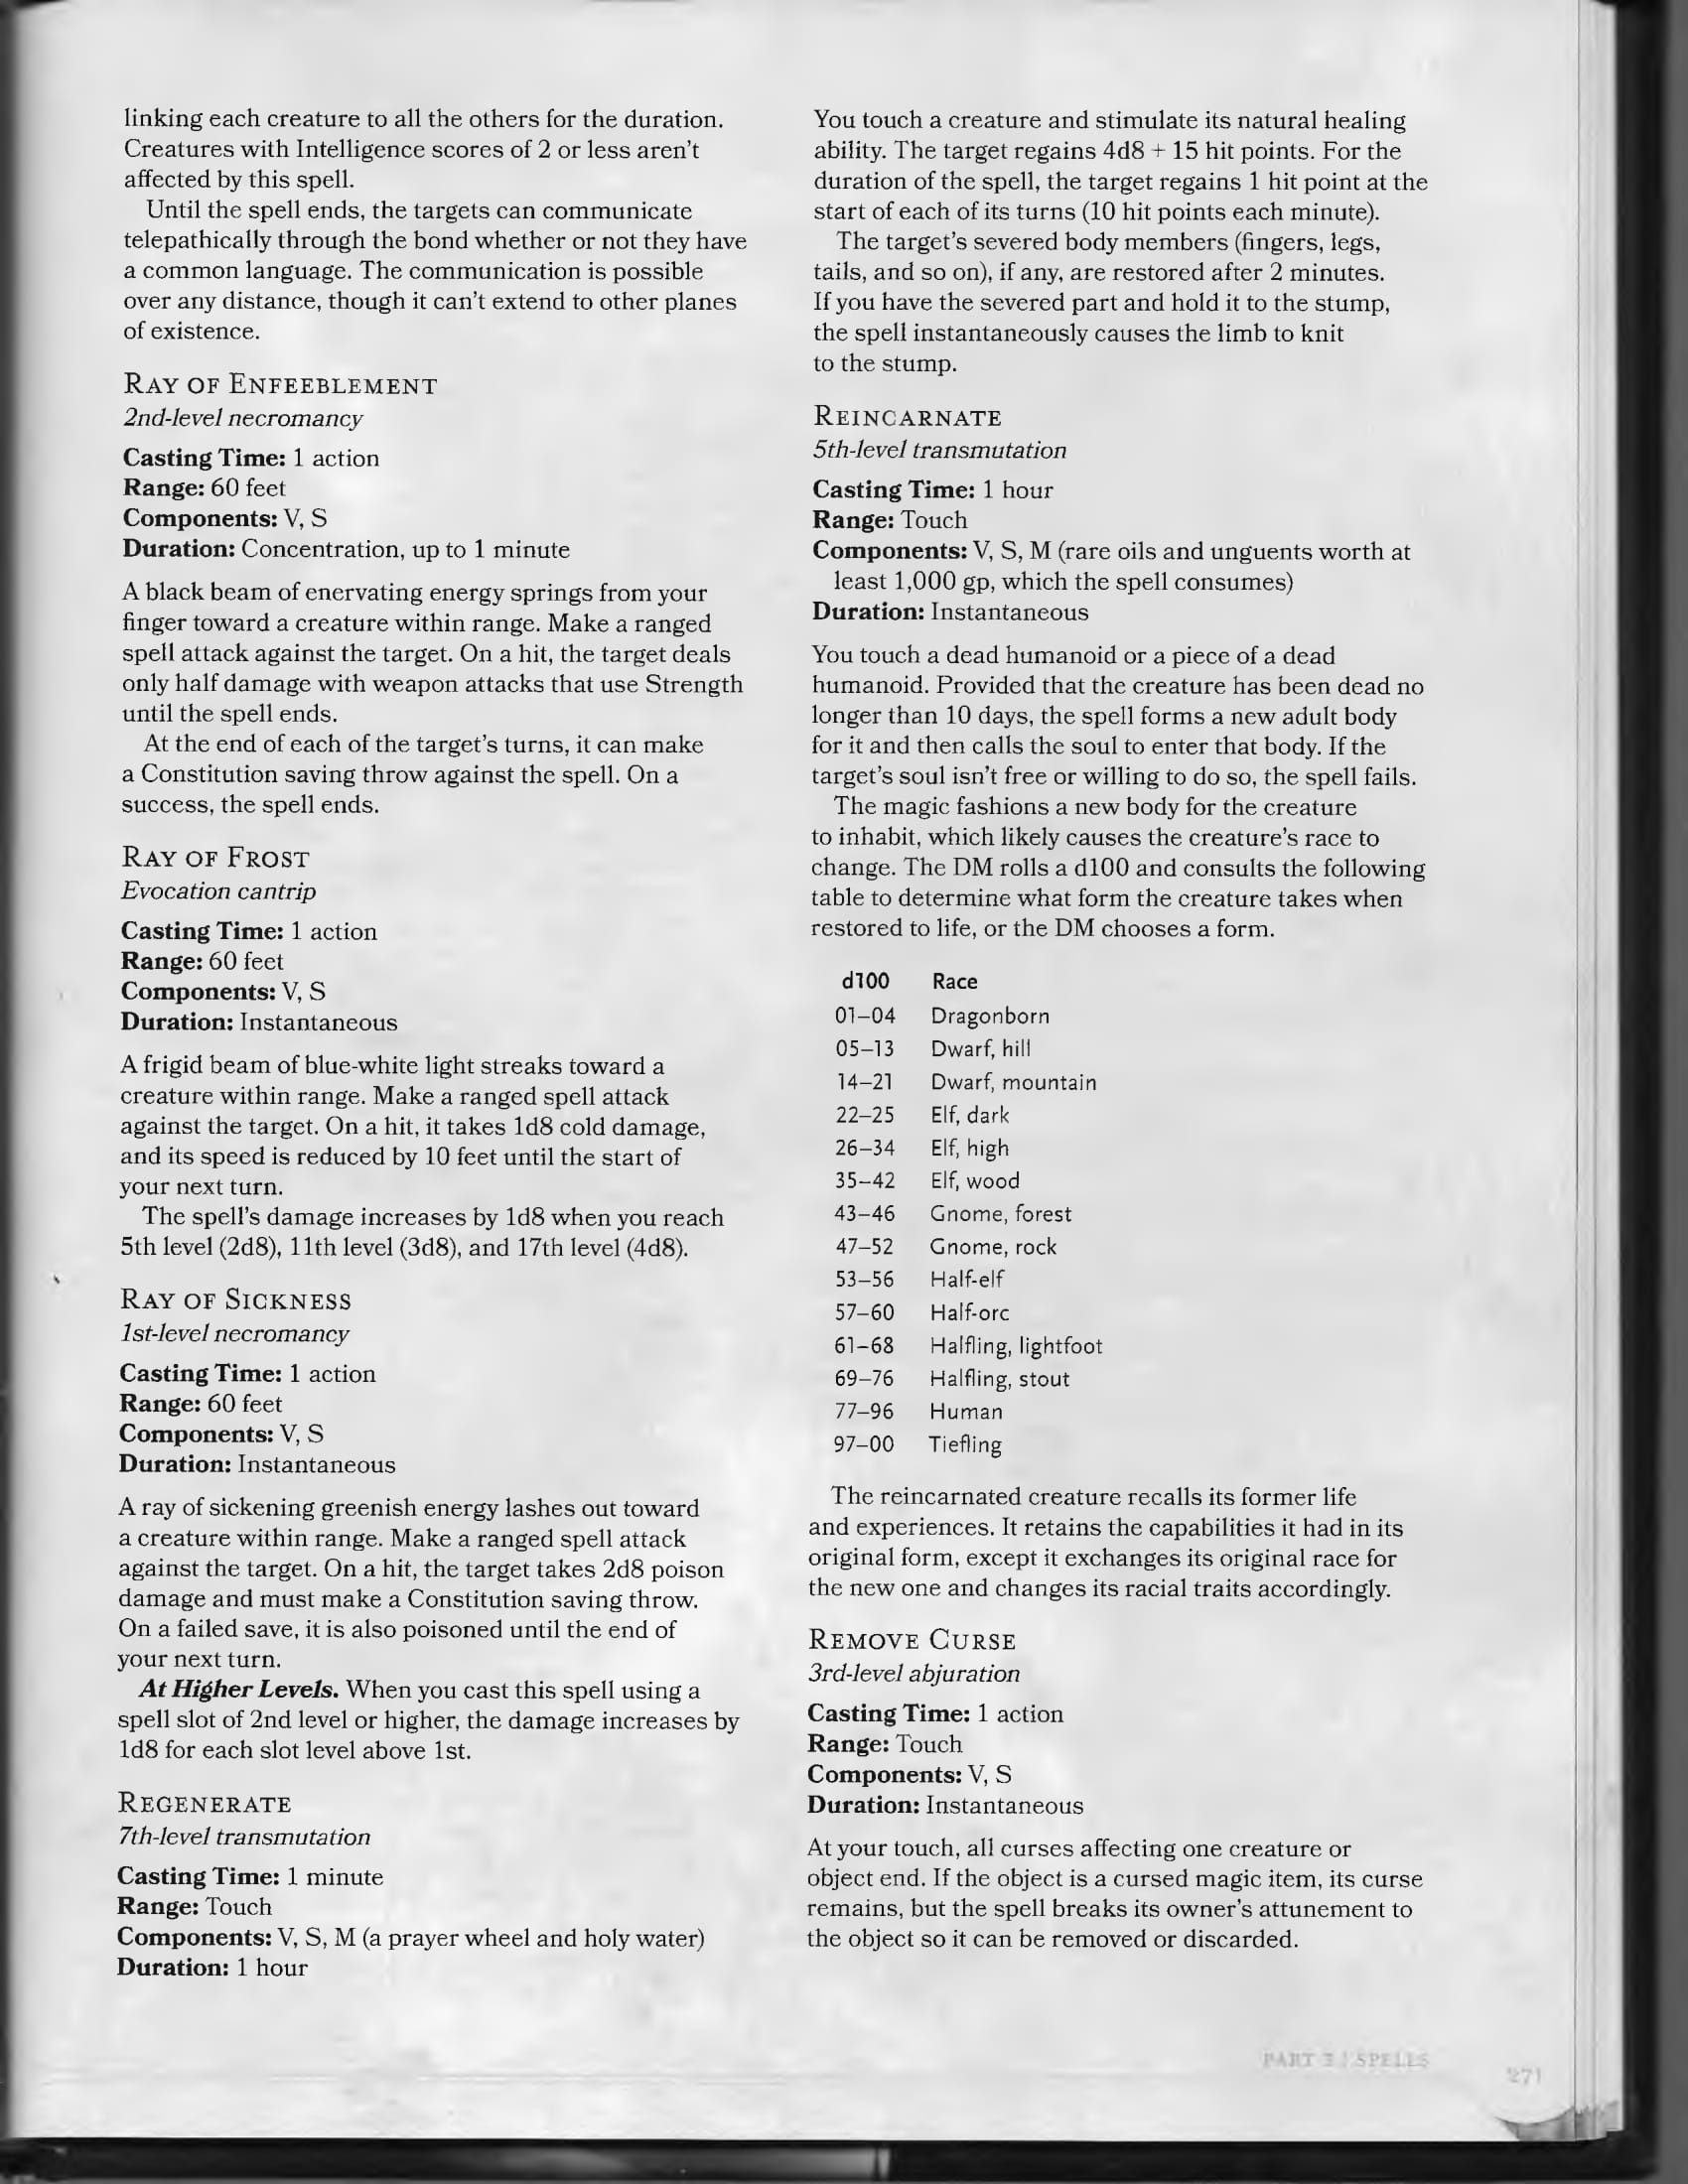 linking each creature to all the others for the duration.
Creatures with Intelligence scores of 2 or less aren't
affected by this spell.
Until the spell ends, the targets can communicate
telepathically through the bond whether or not they have
a common language. The communication is possible
over any distance, though it can't extend to other planes
of existence.
RAY OF ENFEEBLEMENT
2nd-level necromancy
Casting Time: 1 action
Range: 60 feet
Components: V, S
Duration: Concentration, up to 1 minute
A black beam of enervating energy springs from your
finger toward a creature within range. Make a ranged
spell attack against the target. On a hit, the target deals
only half damage with weapon attacks that use Strength
until the spell ends.
At the end of each of the target's turns, it can make
a Constitution saving throw against the spell. On a
success, the spell ends.
RAY OF FROST
Evocation cantrip
Casting Time: 1 action
Range: 60 feet
Components: V, S
Duration: Instantaneous
A frigid beam of blue-white light streaks toward a
creature within range. Make a ranged spell attack
against the target. On a hit, it takes 1d8 cold damage,
and its speed is reduced by 10 feet until the start of
your next turn.
The spell's damage increases by 1d8 when you reach
5th level (2d8), 11th level (3d8), and 17th level (4d8).
RAY OF SICKNESS
1st-level necromancy
Casting Time: 1 action
Range: 60 feet
Components: V, S
Duration: Instantaneous
A ray of sickening greenish energy lashes out toward
a creature within range. Make a ranged spell attack
against the target. On a hit, the target takes 2d8 poison
damage and must make a Constitution saving throw.
On a failed save, it is also poisoned until the end of
your next turn.
At Higher Levels. When you cast this spell using a
spell slot of 2nd level or higher, the damage increases by
1d8 for each slot level above 1st.
REGENERATE
7th-level transmutation
Casting Time: 1 minute
Range: Touch
Components: V, S, M (a prayer wheel and holy water)
Duration: 1 hour
You touch a creature and stimulate its natural healing
ability. The target regains 4d8 + 15 hit points. For the
duration of the spell, the target regains 1 hit point at the
start of each of its turns (10 hit points each minute).
The target's severed body members (fingers, legs,
tails, and so on), if any, are restored after 2 minutes.
If you have the severed part and hold it to the stump,
the spell instantaneously causes the limb to knit
to the stump.
REINCARNATE
5th-level transmutation
Casting Time: 1 hour
Range: Touch
Components: V, S, M (rare oils and unguents worth at
least 1,000 gp, which the spell consumes)
Duration: Instantaneous
You touch a dead humanoid or a piece of a dead
humanoid. Provided that the creature has been dead no
longer than 10 days, the spell forms a new adult body
for it and then calls the soul to enter that body. If the
target's soul isn't free or willing to do so, the spell fails.
The magic fashions a new body for the creature
to inhabit, which likely causes the creature's race to
change. The DM rolls a d100 and consults the following
table to determine what form the creature takes when
restored to life, or the DM chooses a form.
d100 Race
01–04 Dragonborn
05–13 Dwarf, hill
14–21 Dwarf, mountain
22–25 Elf, dark
26–34 Elf, high
35–42 Elf, wood
43–46 Gnome, forest
47–52 Gnome, rock
53–56 Half-elf
57–60 Half-orc
61–68 Halfling, lightfoot
69–76 Halfling, stout
77–96 Human
97–00 Tiefling
The reincarnated creature recalls its former life
and experiences. It retains the capabilities it had in its
original form, except it exchanges its original race for
the new one and changes its racial traits accordingly.
REMOVE CURSE
3rd-level abjuration
Casting Time: 1 action
Range: Touch
Components: V, S
Duration: Instantaneous
At your touch, all curses affecting one creature or
object end. If the object is a cursed magic item, its curse
remains, but the spell breaks its owner's attunement to
the object so it can be removed or discarded.
PART 3 | SPELLS
271